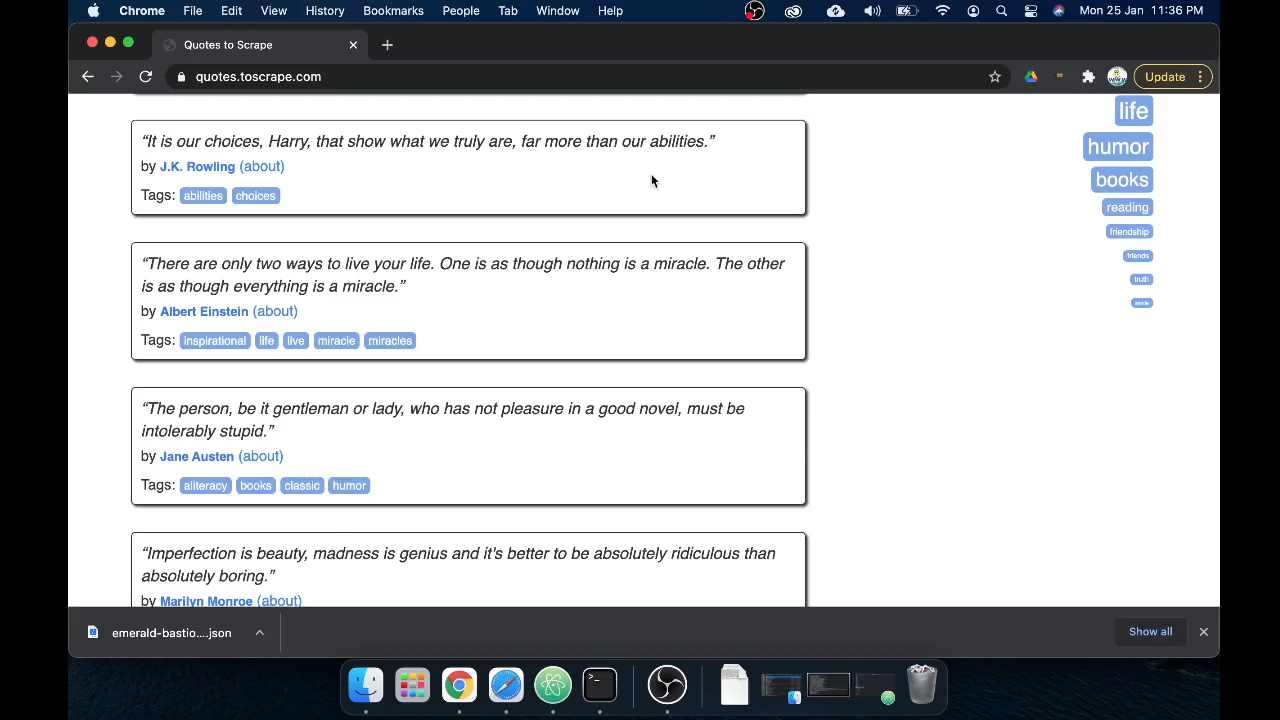 Chrome File Edit View History Bookmarks People Tab Window Help Mon 25 Jan 11:36 PM
Quotes to Scrape
quotes.toscrape.com Update
“It is our choices, Harry, that show what we truly are, far more than our abilities.”
by J.K. Rowling (about)
Tags: abilities choices
“There are only two ways to live your life. One is as though nothing is a miracle. The other
is as though everything is a miracle.”
by Albert Einstein (about)
Tags: inspirational life live miracle miracles
“The person, be it gentleman or lady, who has not pleasure in a good novel, must be
intolerably stupid.”
by Jane Austen (about)
Tags: aliteracy books classic humor
“Imperfection is beauty, madness is genius and it's better to be absolutely ridiculous than
absolutely boring.”
by Marilyn Monroe (about)
life
humor
books
reading
friendship
friends
truth
simile
emerald-bastio....json Show all